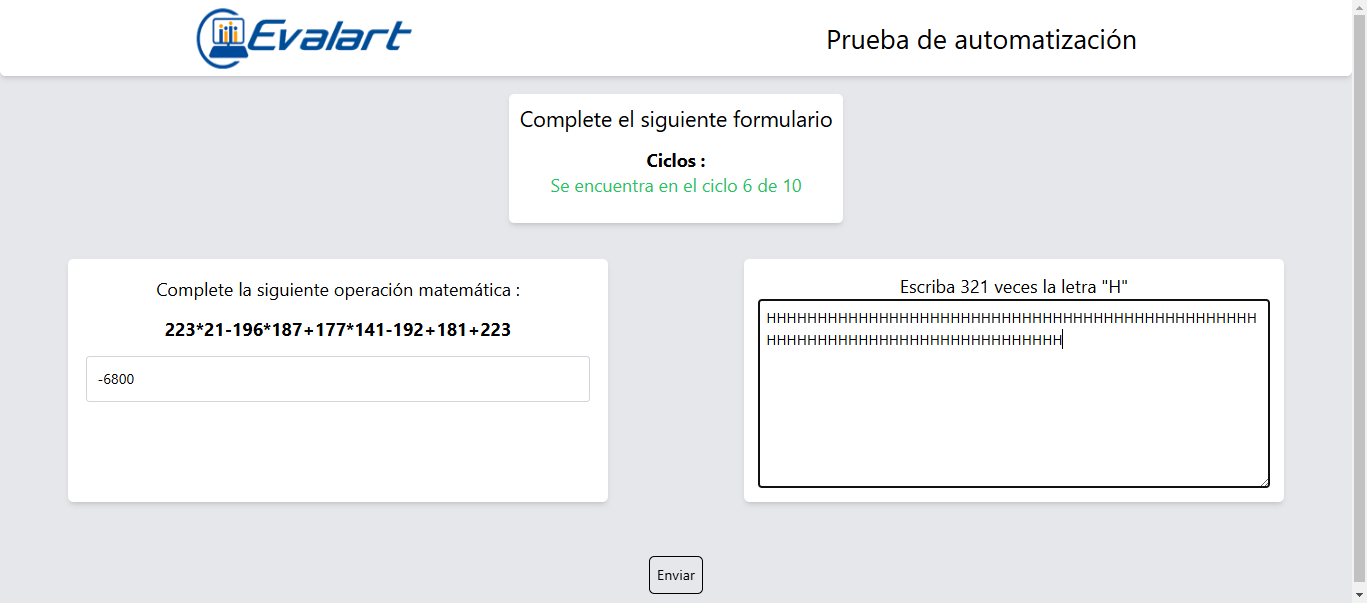 Evalart
Prueba de automatización
Complete el siguiente formulario
Ciclos :
Se encuentra en el ciclo 6 de 10
Complete la siguiente operación matemática :
223*21-196*187+177*141-192+181+223
-6800
Escriba 321 veces la letra "H"
HHHHHHHHHHHHHHHHHHHHHHHHHHHHHHHHHHHHHHHHHHHHHHHH
HHHHHHHHHHHHHHHHHHHHHHHHHHHHH
Enviar